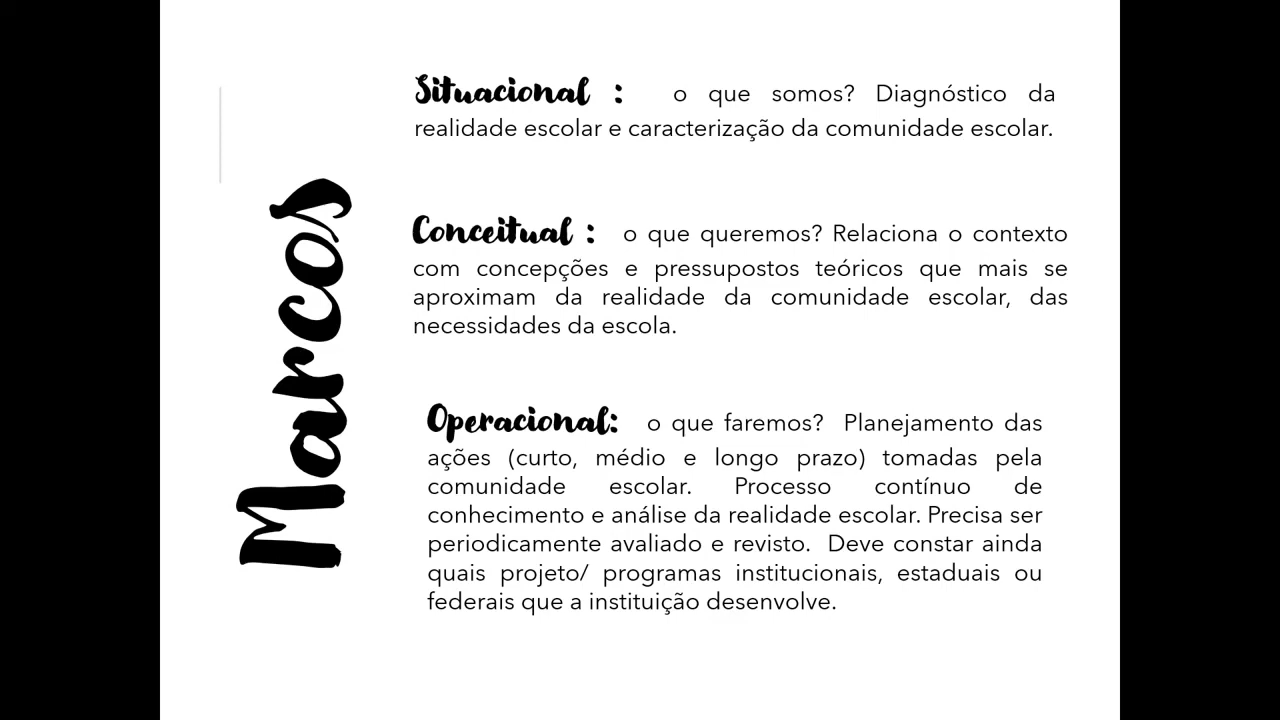 Marcos
Situacional : o que somos? Diagnóstico da
realidade escolar e caracterização da comunidade escolar.
Conceitual : o que queremos? Relaciona o contexto
com concepções e pressupostos teóricos que mais se
aproximam da realidade da comunidade escolar, das
necessidades da escola.
Operacional: o que faremos? Planejamento das
ações (curto, médio e longo prazo) tomadas pela
comunidade escolar. Processo contínuo de
conhecimento e análise da realidade escolar. Precisa ser
periodicamente avaliado e revisto. Deve constar ainda
quais projeto/ programas institucionais, estaduais ou
federais que a instituição desenvolve.